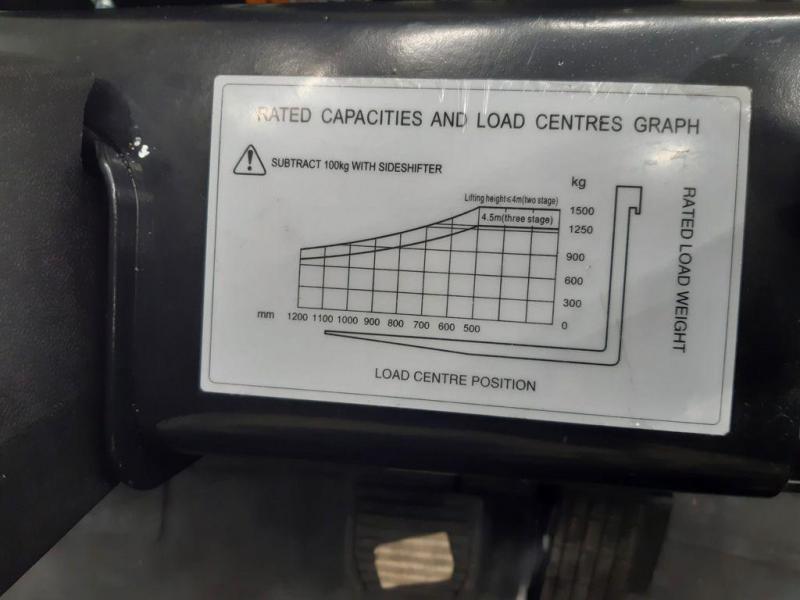 RATED CAPACITIES AND LOAD CENTRES GRAPH
SUBTRACT 100kg WITH SIDESHIFTER
kg
Lifting height≤4m(two stage)
4.5m(three stage)
1500
1250
900
600
300
0
mm 1200 1100 1000 900 800 700 600 500
LOAD CENTRE POSITION
RATED LOAD WEIGHT